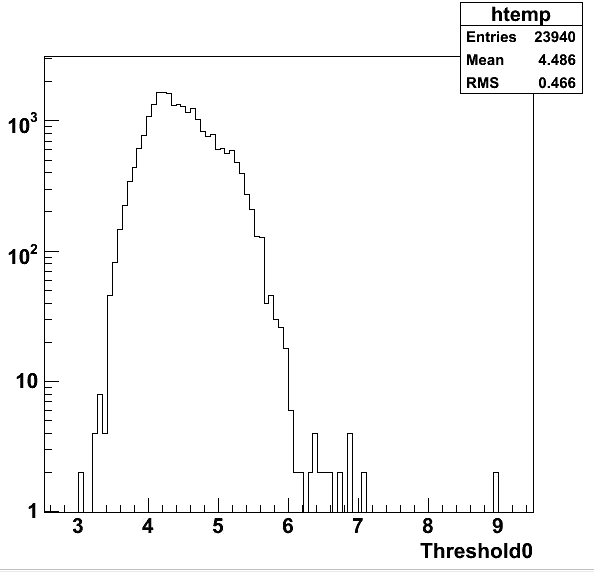 htemp
Entries 23940
Mean 4.486
RMS 0.466
10³
10²
10
1
3 4 5 6 7 8 9
Threshold0